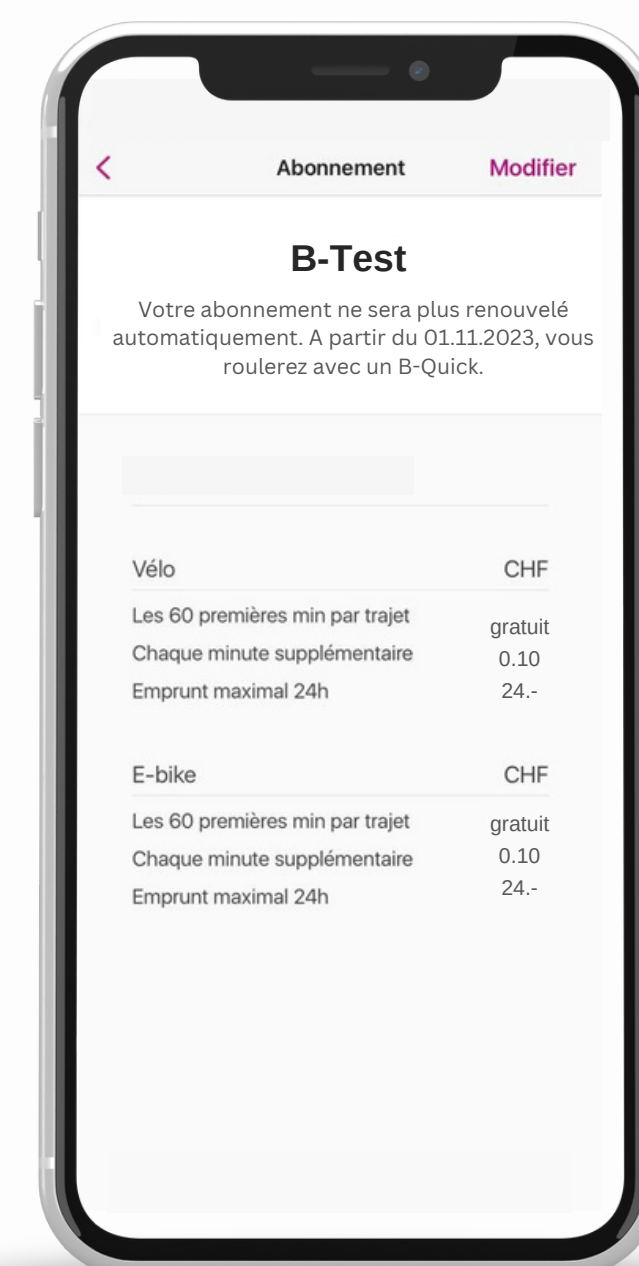 Abonnement Modifier
B-Test
Votre abonnement ne sera plus renouvelé
automatiquement. A partir du 01.11.2023, vous
roulerez avec un B-Quick.
Vélo CHF
Les 60 premières min par trajet gratuit
Chaque minute supplémentaire 0.10
Emprunt maximal 24h 24.-
E-bike CHF
Les 60 premières min par trajet gratuit
Chaque minute supplémentaire 0.10
Emprunt maximal 24h 24.-